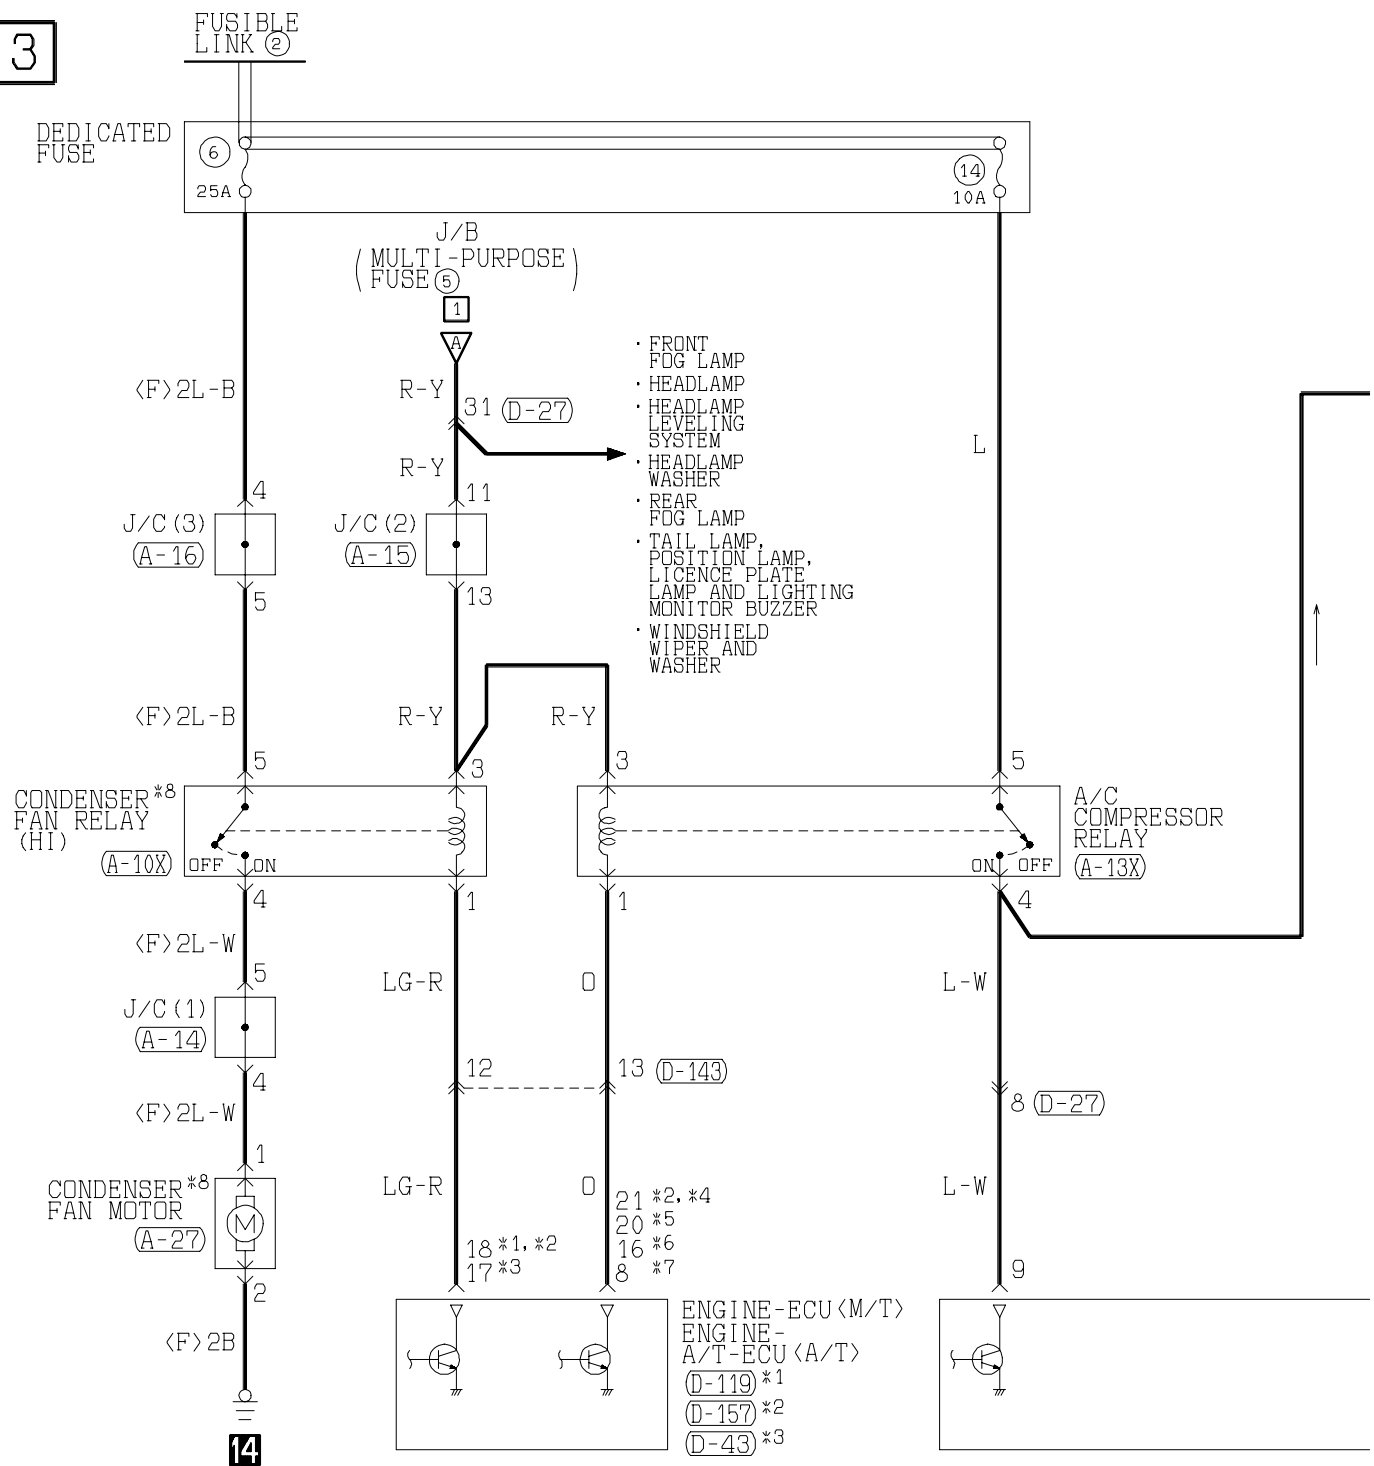 3
FUSIBLE
LINK ②
DEDICATED
FUSE
⑥
25A
⑭
10A
J/B
(MULTI-PURPOSE
FUSE⑤)
1
A
· FRONT
FOG LAMP
· HEADLAMP
· HEADLAMP
LEVELING
SYSTEM
· HEADLAMP
WASHER
· REAR
FOG LAMP
· TAIL LAMP,
POSITION LAMP,
LICENCE PLATE
LAMP AND LIGHTING
MONITOR BUZZER
· WINDSHIELD
WIPER AND
WASHER
<F>2L-B
R-Y
31 (D-27)
L
R-Y
4
11
J/C(3)
(A-16)
J/C(2)
(A-15)
5
13
<F>2L-B
R-Y
R-Y
5
3
3
5
CONDENSER*8
FAN RELAY
(HI)
(A-10X)
OFF
ON
ON
OFF
A/C
COMPRESSOR
RELAY
(A-13X)
4
1
1
4
<F>2L-W
LG-R
O
L-W
5
J/C(1)
(A-14)
4
12
13 (D-143)
8 (D-27)
<F>2L-W
1
CONDENSER*8
FAN MOTOR
(A-27)
M
LG-R
O
L-W
21 *2,*4
20 *5
16 *6
8 *7
18 *1,*2
17 *3
9
2
<F>2B
ENGINE-ECU<M/T>
ENGINE-
A/T-ECU<A/T>
(D-119)*1
(D-157)*2
(D-43)*3
14